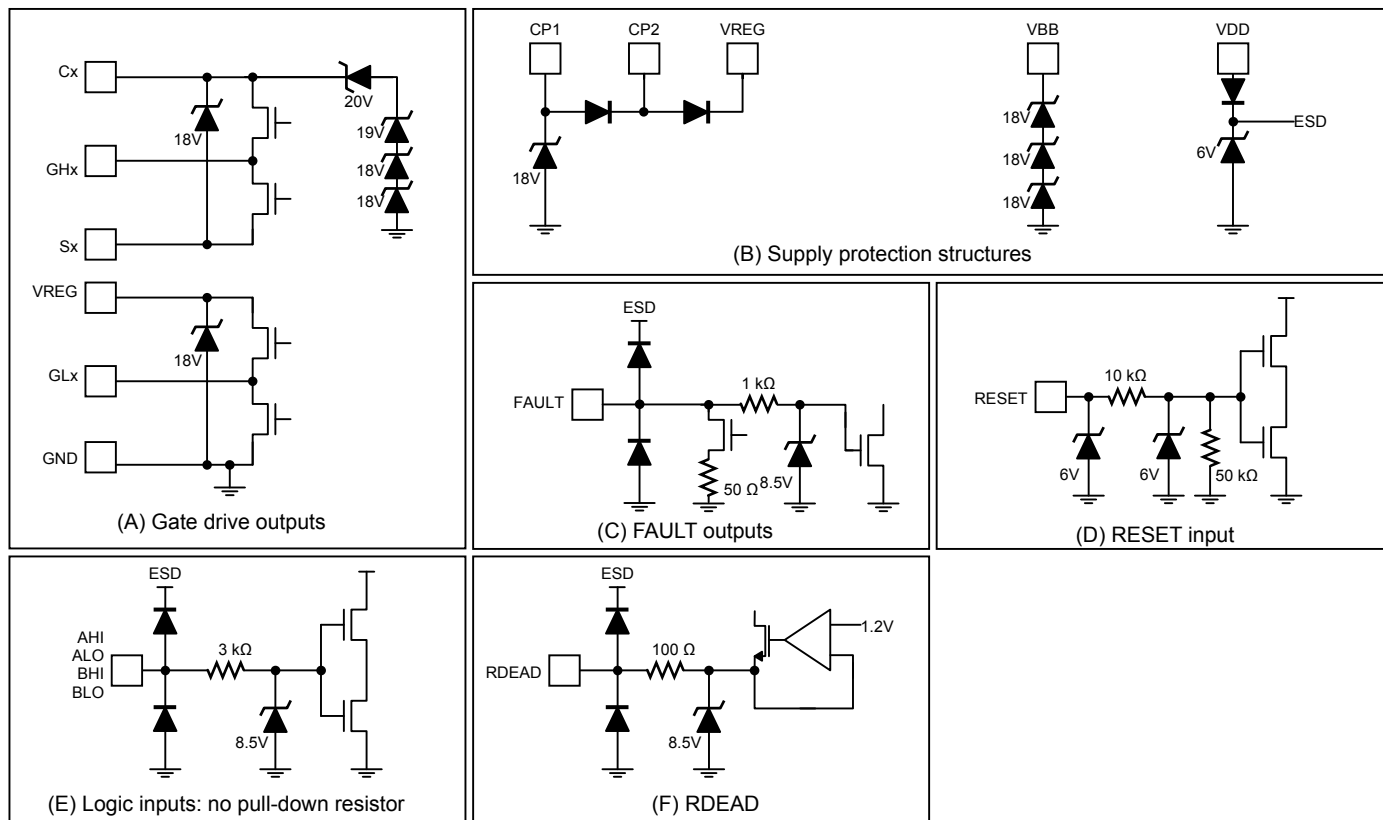 Cx
20V
18V
19V
GHx
18V
18V
Sx
VREG
18V
GLx
GND
(A) Gate drive outputs
CP1
CP2
VREG
VBB
VDD
18V
18V
18V
18V
ESD
6V
(B) Supply protection structures
ESD
FAULT
1 kΩ
50 Ω
8.5V
(C) FAULT outputs
RESET
10 kΩ
6V
6V
50 kΩ
(D) RESET input
ESD
AHI
ALO
BHI
BLO
3 kΩ
8.5V
(E) Logic inputs: no pull-down resistor
ESD
RDEAD
100 Ω
1.2V
8.5V
(F) RDEAD